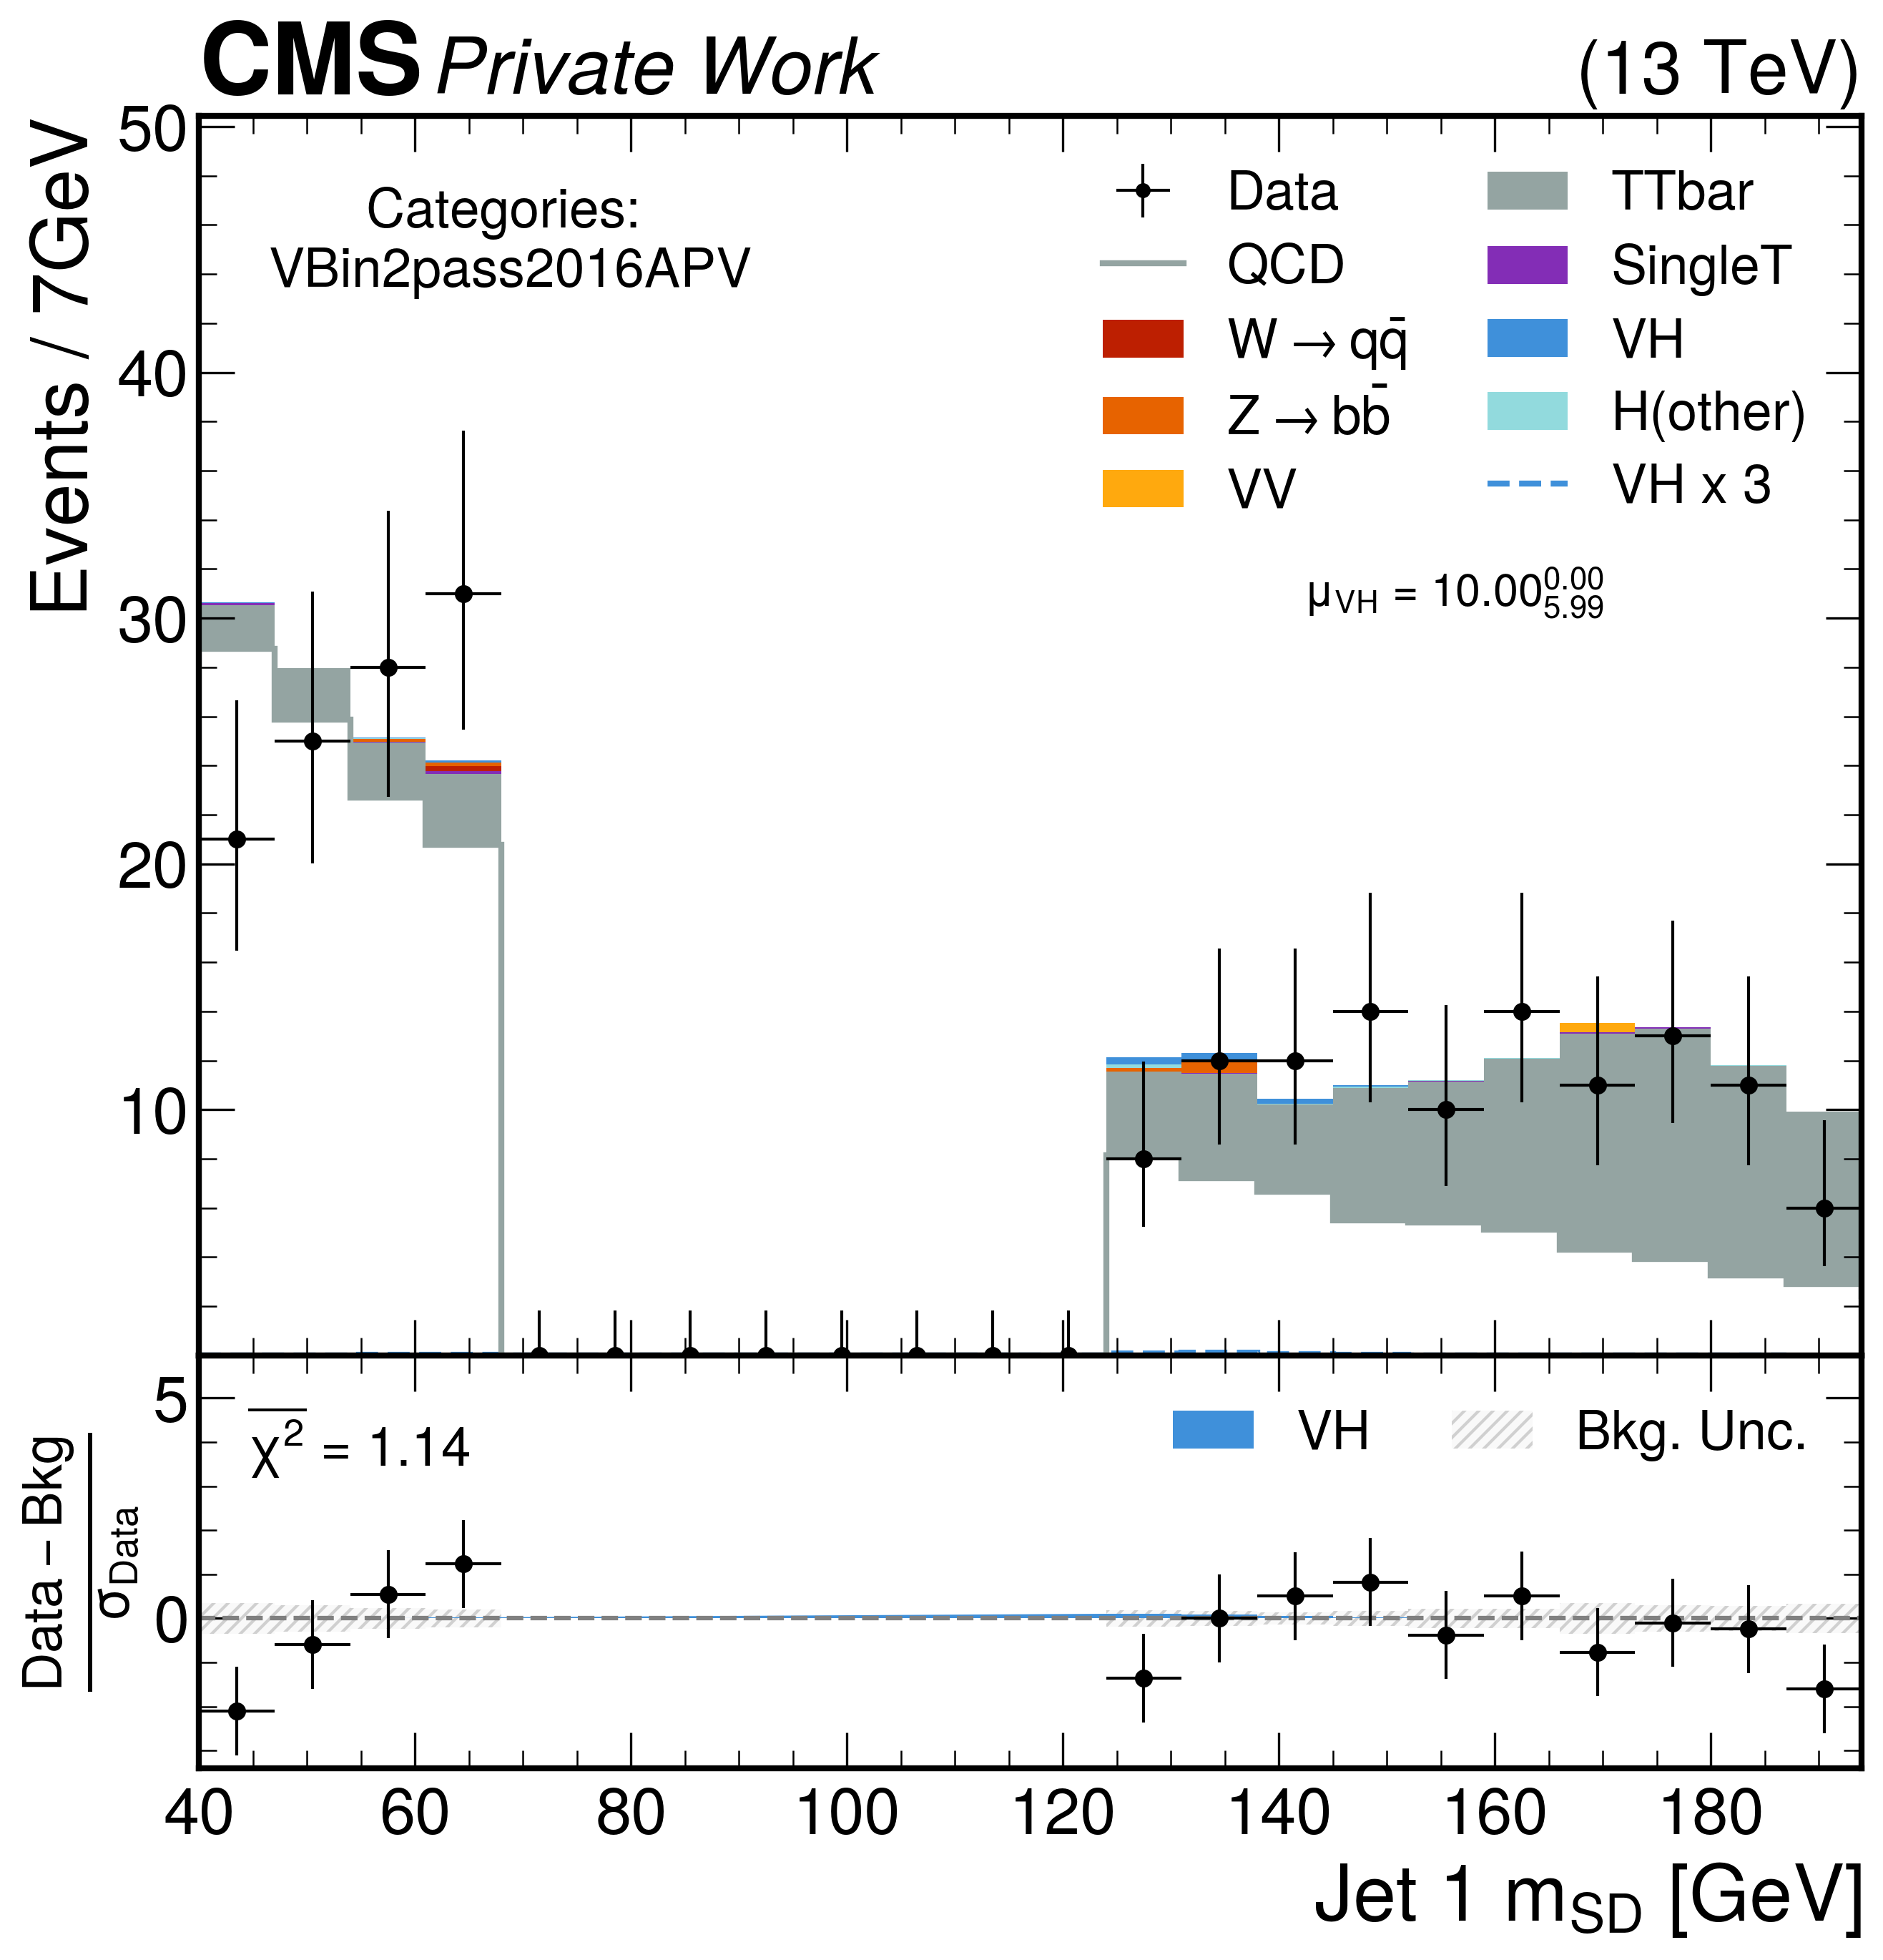 CMS Private Work (13 TeV)
Events / 7GeV
50
40
30
20
10
Categories:
VBin2pass2016APV
Data
QCD
W → qq̄
Z → bb̄
VV
TTbar
SingleT
VH
H(other)
VH x 3
μ_VH = 10.00^0.00_5.99
Data − Bkg
σ_Data
5
0
χ² = 1.14
VH
Bkg. Unc.
40 60 80 100 120 140 160 180
Jet 1 m_SD [GeV]